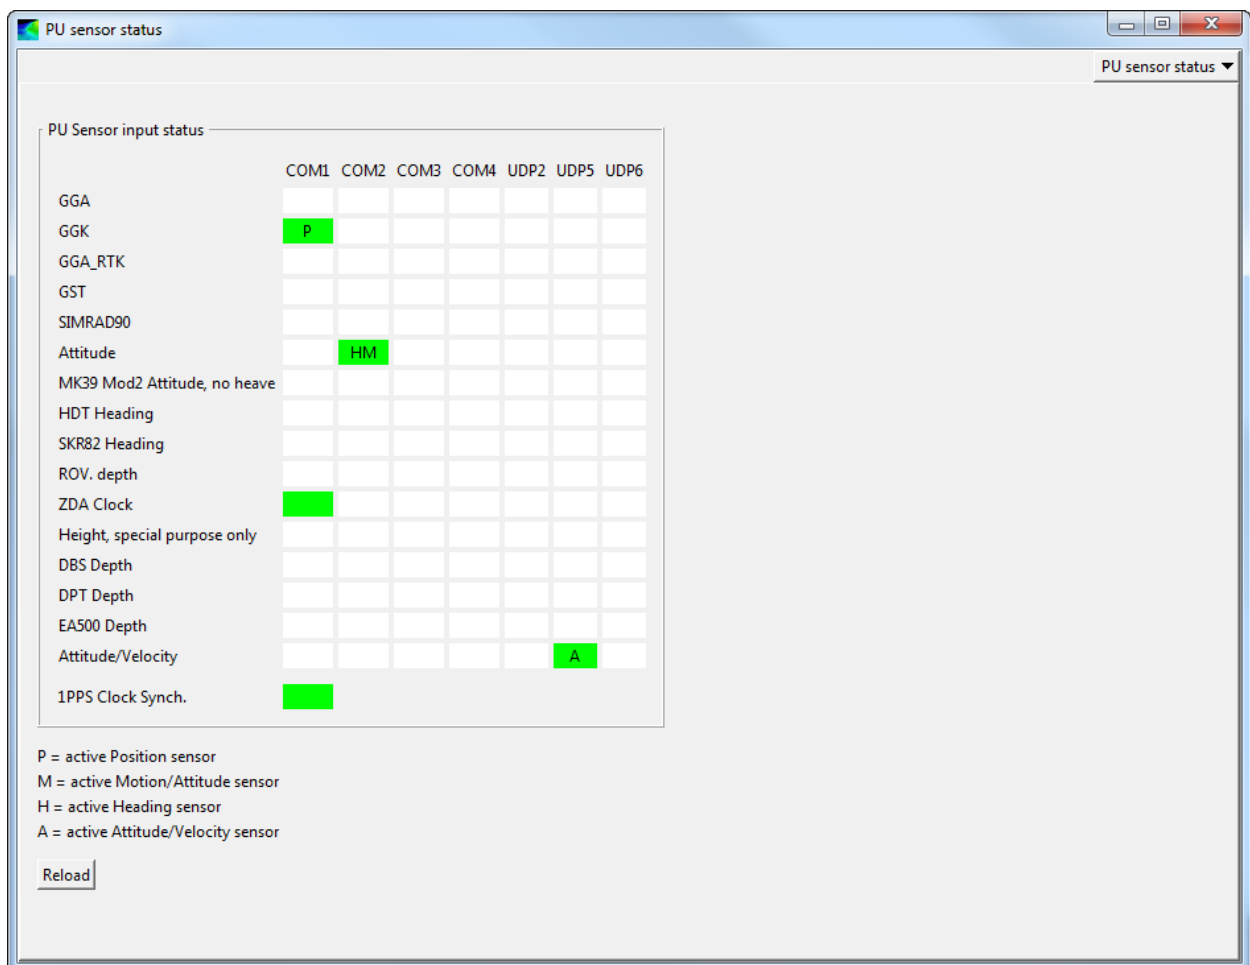 PU sensor status
PU sensor status
PU Sensor input status
COM1 COM2 COM3 COM4 UDP2 UDP5 UDP6
GGA
GGK P
GGA_RTK
GST
SIMRAD90
Attitude HM
MK39 Mod2 Attitude, no heave
HDT Heading
SKR82 Heading
ROV. depth
ZDA Clock
Height, special purpose only
DBS Depth
DPT Depth
EA500 Depth
Attitude/Velocity A
1PPS Clock Synch.
P = active Position sensor
M = active Motion/Attitude sensor
H = active Heading sensor
A = active Attitude/Velocity sensor
Reload